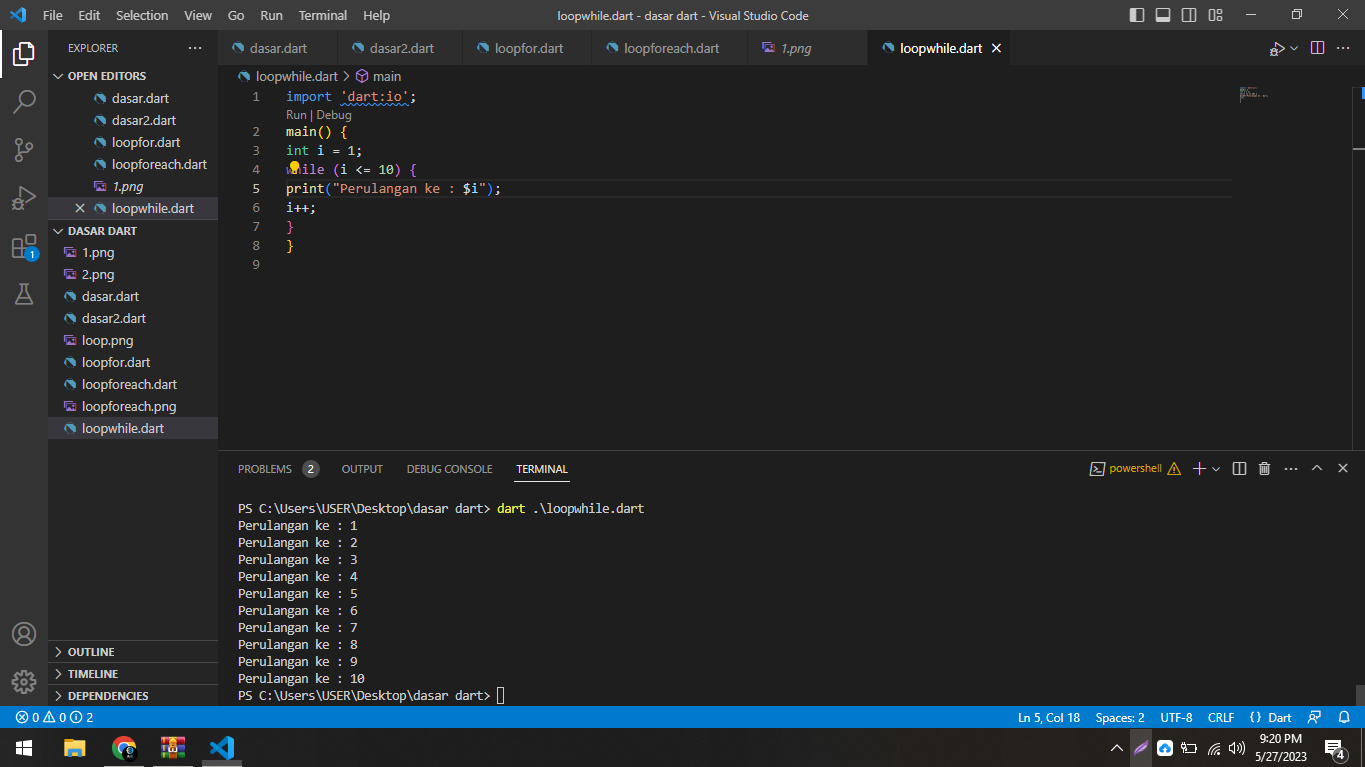 File Edit Selection View Go Run Terminal Help loopwhile.dart - dasar dart - Visual Studio Code
EXPLORER
OPEN EDITORS
dasar.dart
dasar2.dart
loopfor.dart
loopforeach.dart
1.png
loopwhile.dart
DASAR DART
1.png
2.png
dasar.dart
dasar2.dart
loop.png
loopfor.dart
loopforeach.dart
loopforeach.png
loopwhile.dart
OUTLINE
TIMELINE
DEPENDENCIES
1
dasar.dart dasar2.dart loopfor.dart loopforeach.dart 1.png loopwhile.dart
loopwhile.dart > main
1 import 'dart:io';
Run | Debug
2 main() {
3 int i = 1;
4 while (i <= 10) {
5 print("Perulangan ke : $i");
6 i++;
7 }
8 }
9
PROBLEMS 2 OUTPUT DEBUG CONSOLE TERMINAL powershell
PS C:\Users\USER\Desktop\dasar dart> dart .\loopwhile.dart
Perulangan ke : 1
Perulangan ke : 2
Perulangan ke : 3
Perulangan ke : 4
Perulangan ke : 5
Perulangan ke : 6
Perulangan ke : 7
Perulangan ke : 8
Perulangan ke : 9
Perulangan ke : 10
PS C:\Users\USER\Desktop\dasar dart>
0 0 2 Ln 5, Col 18 Spaces: 2 UTF-8 CRLF {} Dart
9:20 PM
5/27/2023
4